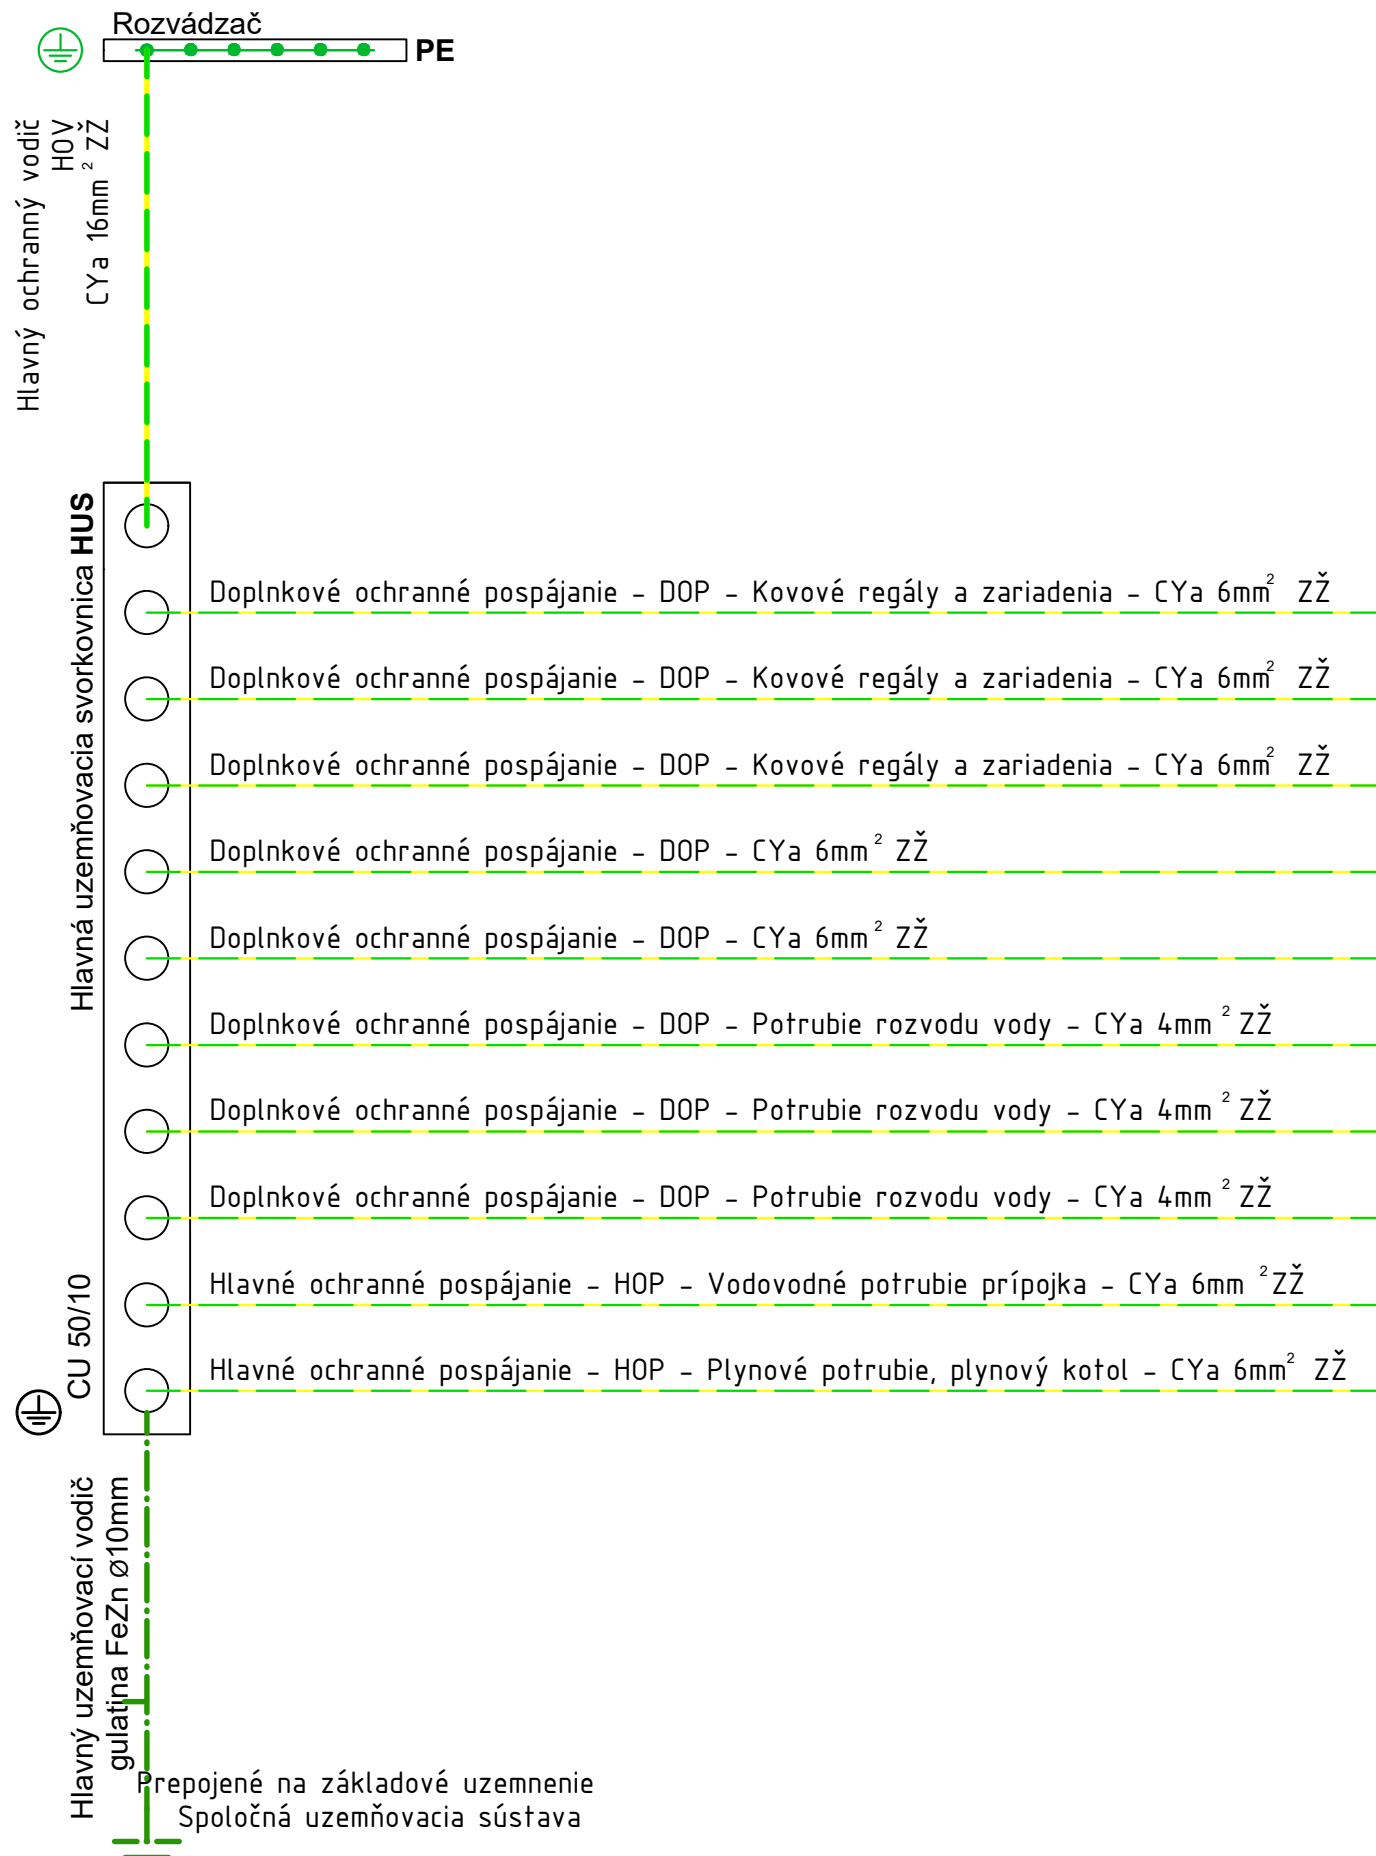 Rozvádzač
PE
Hlavný ochranný vodič
HOV
CYa 16mm² ZŽ
Hlavná uzemňovacia svorkovnica HUS
CU 50/10
Doplnkové ochranné pospájanie - DOP - Kovové regály a zariadenia - CYa 6mm² ZŽ
Doplnkové ochranné pospájanie - DOP - Kovové regály a zariadenia - CYa 6mm² ZŽ
Doplnkové ochranné pospájanie - DOP - Kovové regály a zariadenia - CYa 6mm² ZŽ
Doplnkové ochranné pospájanie - DOP - CYa 6mm² ZŽ
Doplnkové ochranné pospájanie - DOP - CYa 6mm² ZŽ
Doplnkové ochranné pospájanie - DOP - Potrubie rozvodu vody - CYa 4mm² ZŽ
Doplnkové ochranné pospájanie - DOP - Potrubie rozvodu vody - CYa 4mm² ZŽ
Doplnkové ochranné pospájanie - DOP - Potrubie rozvodu vody - CYa 4mm² ZŽ
Hlavné ochranné pospájanie - HOP - Vodovodné potrubie prípojka - CYa 6mm² ZŽ
Hlavné ochranné pospájanie - HOP - Plynové potrubie, plynový kotol - CYa 6mm² ZŽ
Hlavný uzemňovací vodič
gulatina FeZn Ø10mm
Prepojené na základové uzemnenie
Spoločná uzemňovacia sústava